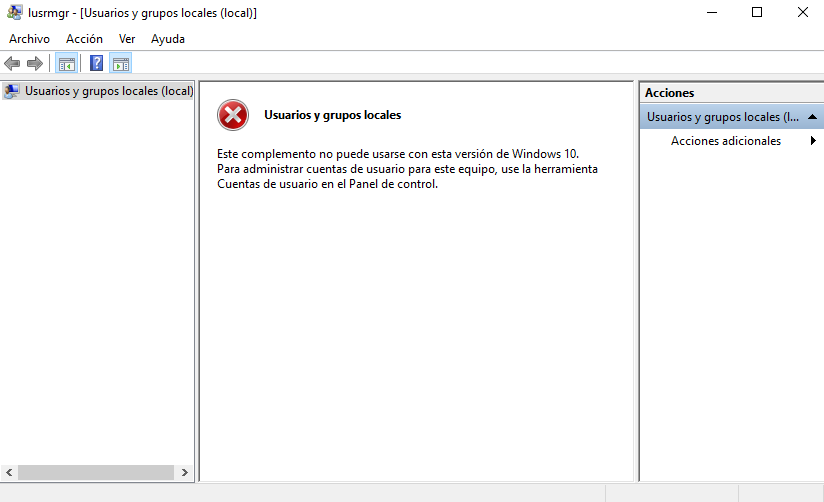 lusrmgr - [Usuarios y grupos locales (local)]
Archivo Acción Ver Ayuda
Usuarios y grupos locales (local)
Usuarios y grupos locales
Este complemento no puede usarse con esta versión de Windows 10.
Para administrar cuentas de usuario para este equipo, use la herramienta
Cuentas de usuario en el Panel de control.
Acciones
Usuarios y grupos locales (l...
Acciones adicionales